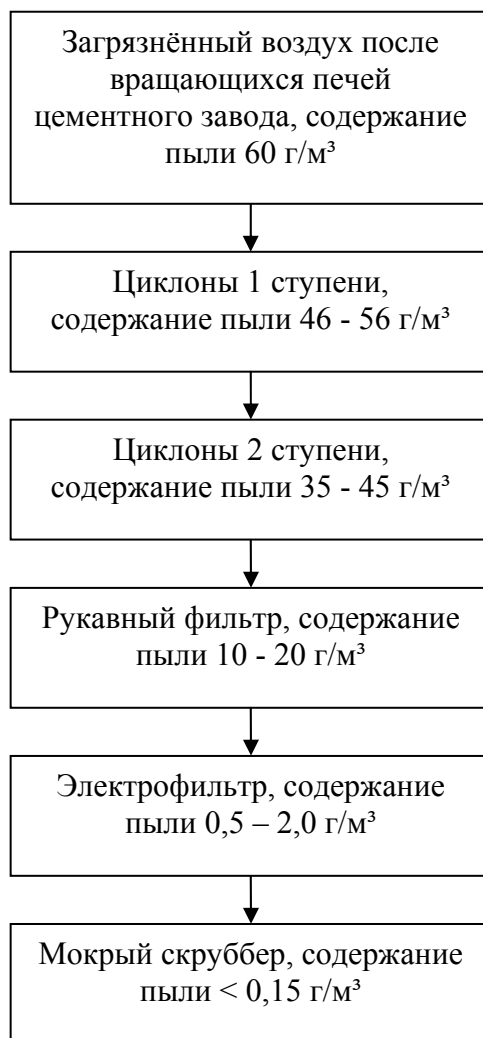 Загрязнённый воздух после
вращающихся печей
цементного завода, содержание
пыли 60 г/м³
Циклоны 1 ступени,
содержание пыли 46 - 56 г/м³
Циклоны 2 ступени,
содержание пыли 35 - 45 г/м³
Рукавный фильтр, содержание
пыли 10 - 20 г/м³
Электрофильтр, содержание
пыли 0,5 – 2,0 г/м³
Мокрый скруббер, содержание
пыли < 0,15 г/м³